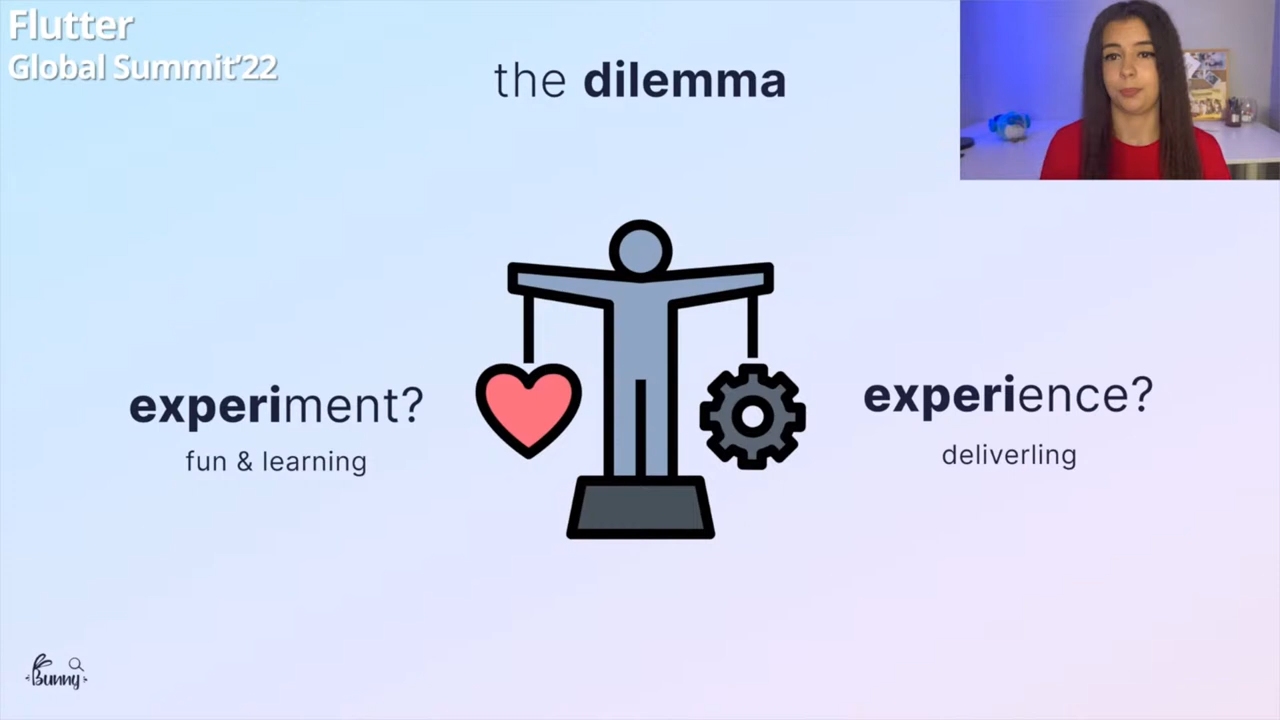 Flutter
Global Summit'22
the dilemma
experiment?
fun & learning
experience?
deliverling
Bunny